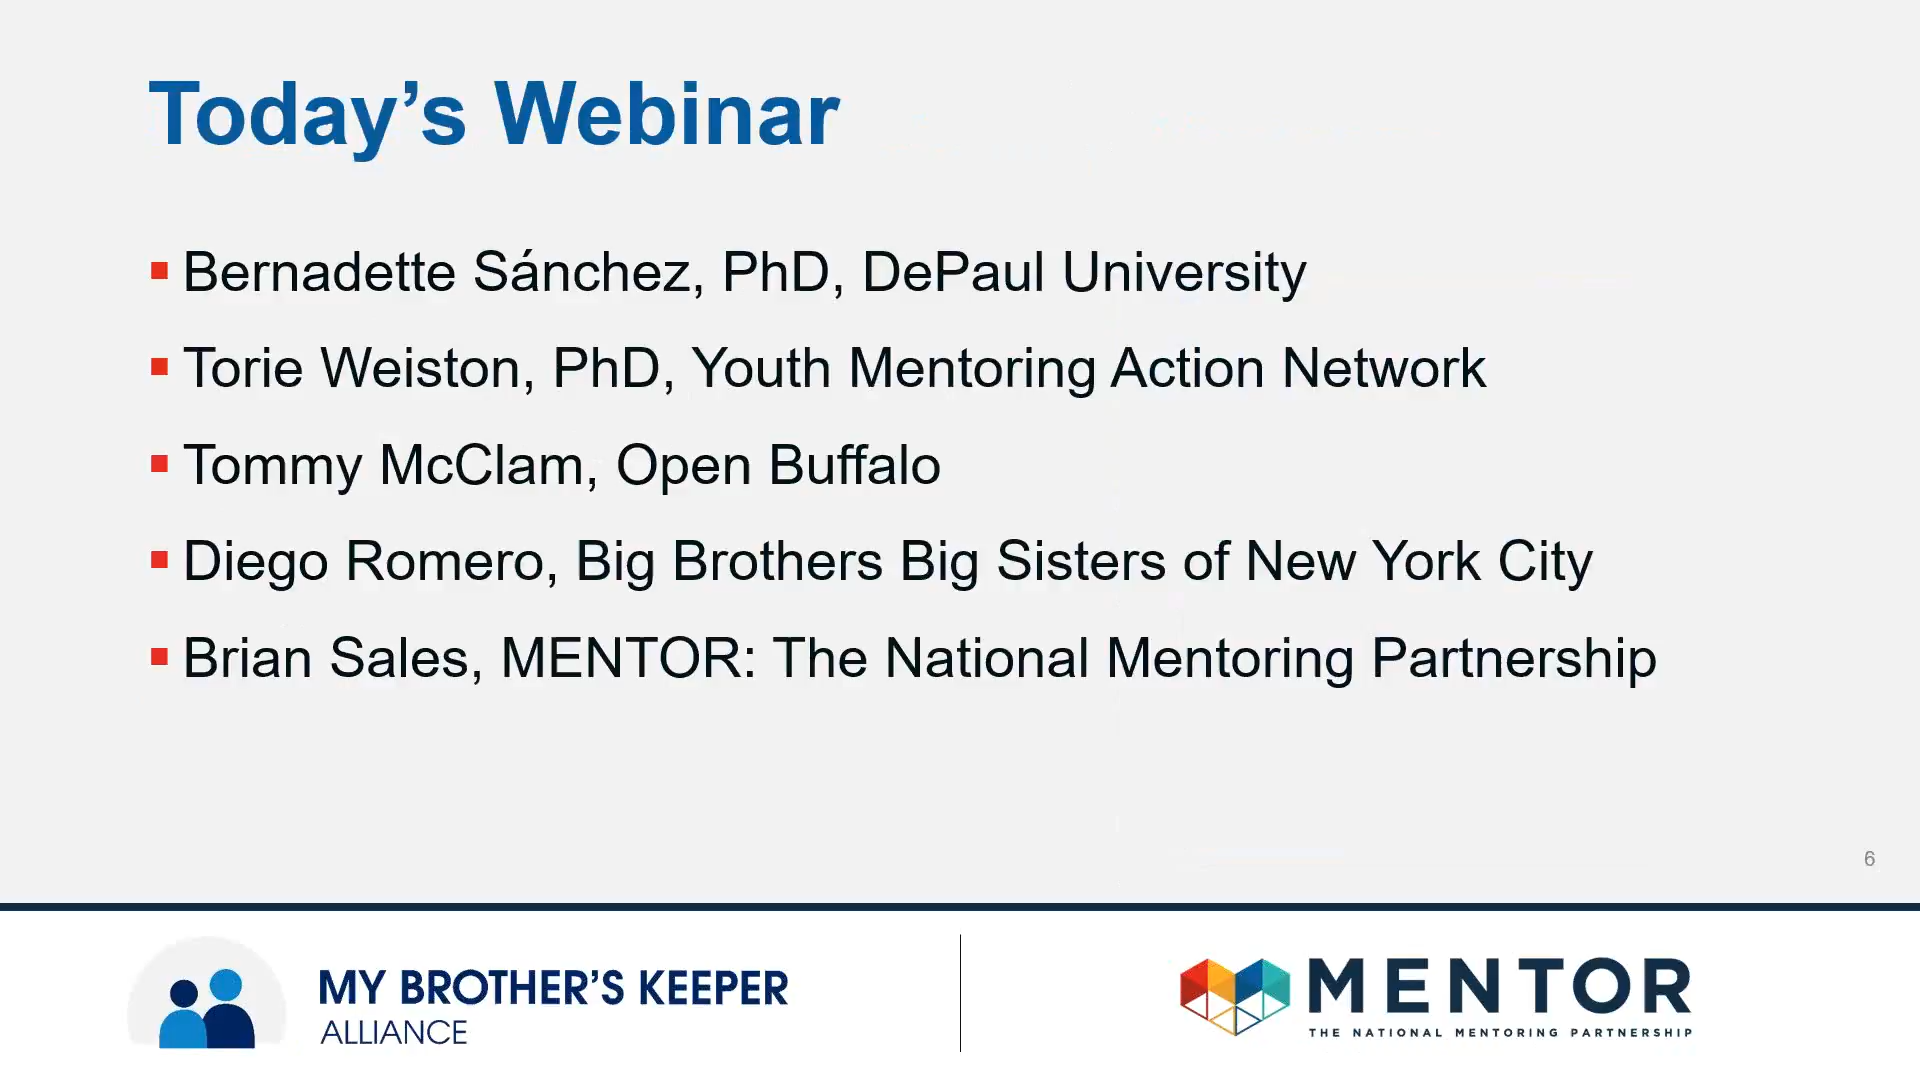 Today’s Webinar
Bernadette Sánchez, PhD, DePaul University
Torie Weiston, PhD, Youth Mentoring Action Network
Tommy McClam, Open Buffalo
Diego Romero, Big Brothers Big Sisters of New York City
Brian Sales, MENTOR: The National Mentoring Partnership
6
MY BROTHER’S KEEPER
ALLIANCE
MENTOR
THE NATIONAL MENTORING PARTNERSHIP